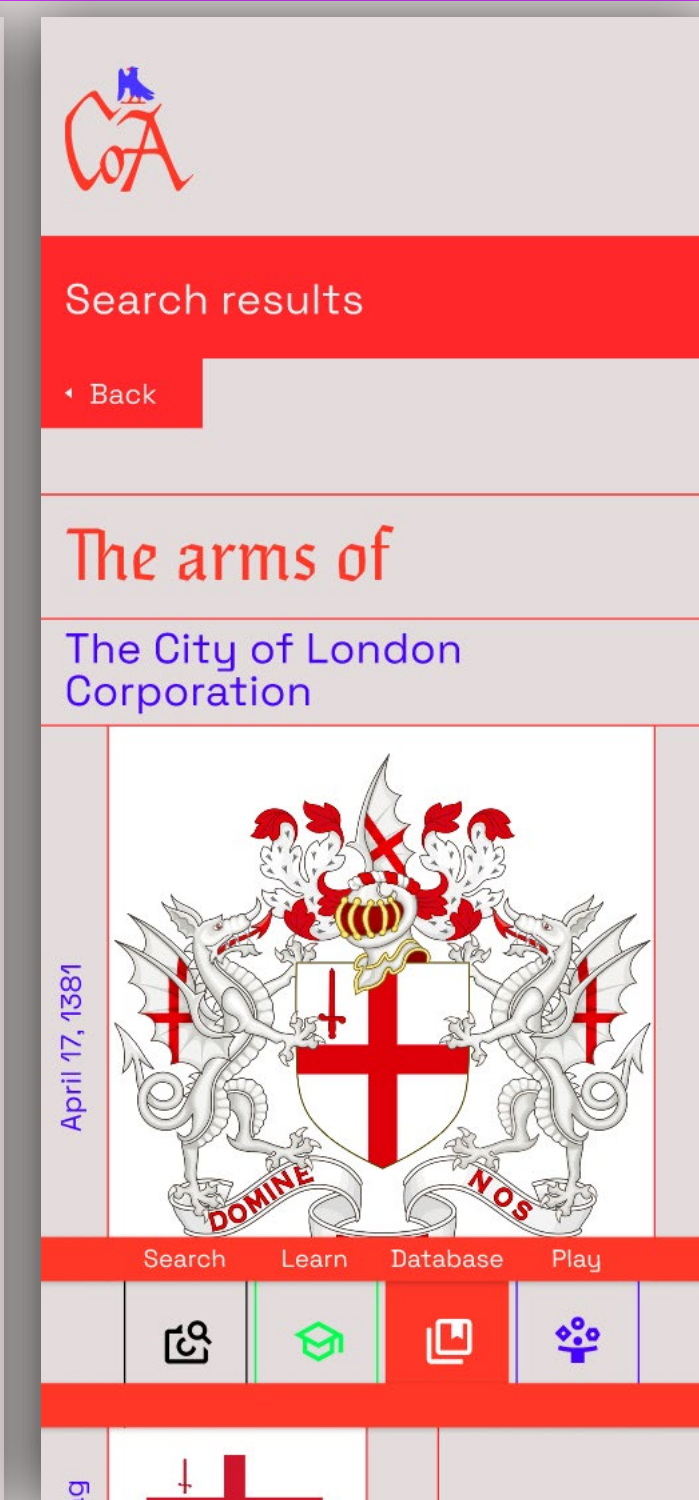 CoA
Search results
Back
The arms of
The City of London
Corporation
April 17, 1381
DOMINE
NOS
Search Learn Database Play